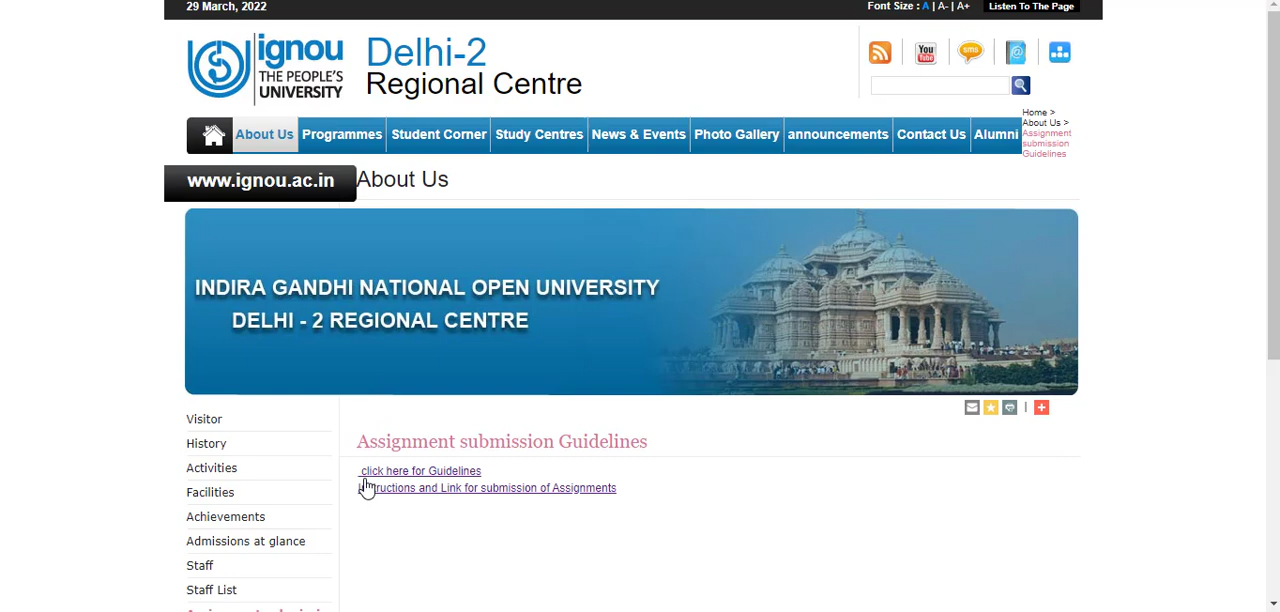 29 March, 2022
Font Size : A | A- | A+
Listen To The Page
ignou
THE PEOPLE'S
UNIVERSITY
Delhi-2
Regional Centre
You
Tube
sms
@
About Us
Programmes
Student Corner
Study Centres
News & Events
Photo Gallery
announcements
Contact Us
Alumni
Home >
About Us >
Assignment
submission
Guidelines
www.ignou.ac.in
About Us
INDIRA GANDHI NATIONAL OPEN UNIVERSITY
DELHI - 2 REGIONAL CENTRE
Visitor
History
Activities
Facilities
Achievements
Admissions at glance
Staff
Staff List
Assignment submission Guidelines
click here for Guidelines
Instructions and Link for submission of Assignments